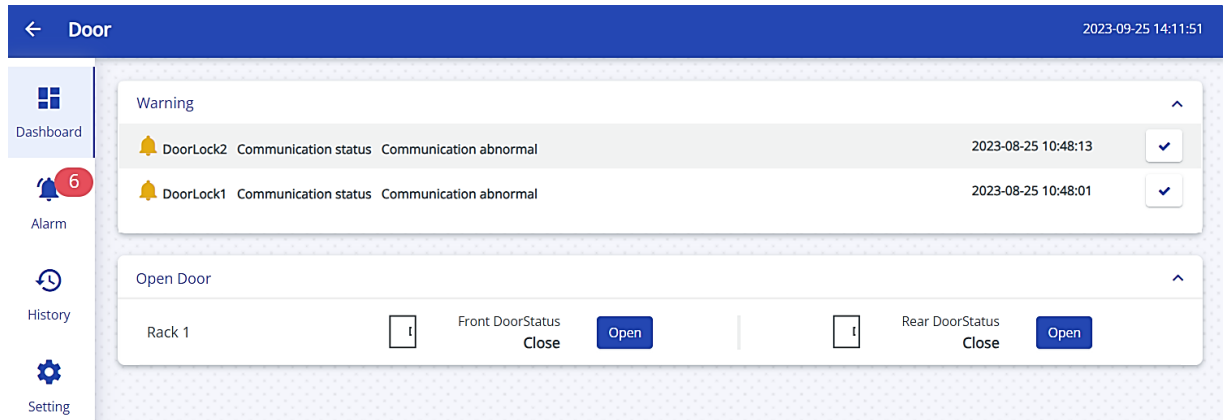 Door
2023-09-25 14:11:51
Dashboard
6
Alarm
History
Setting
Warning
DoorLock2 Communication status Communication abnormal 2023-08-25 10:48:13
DoorLock1 Communication status Communication abnormal 2023-08-25 10:48:01
Open Door
Rack 1
Front DoorStatus
Close
Open
Rear DoorStatus
Close
Open